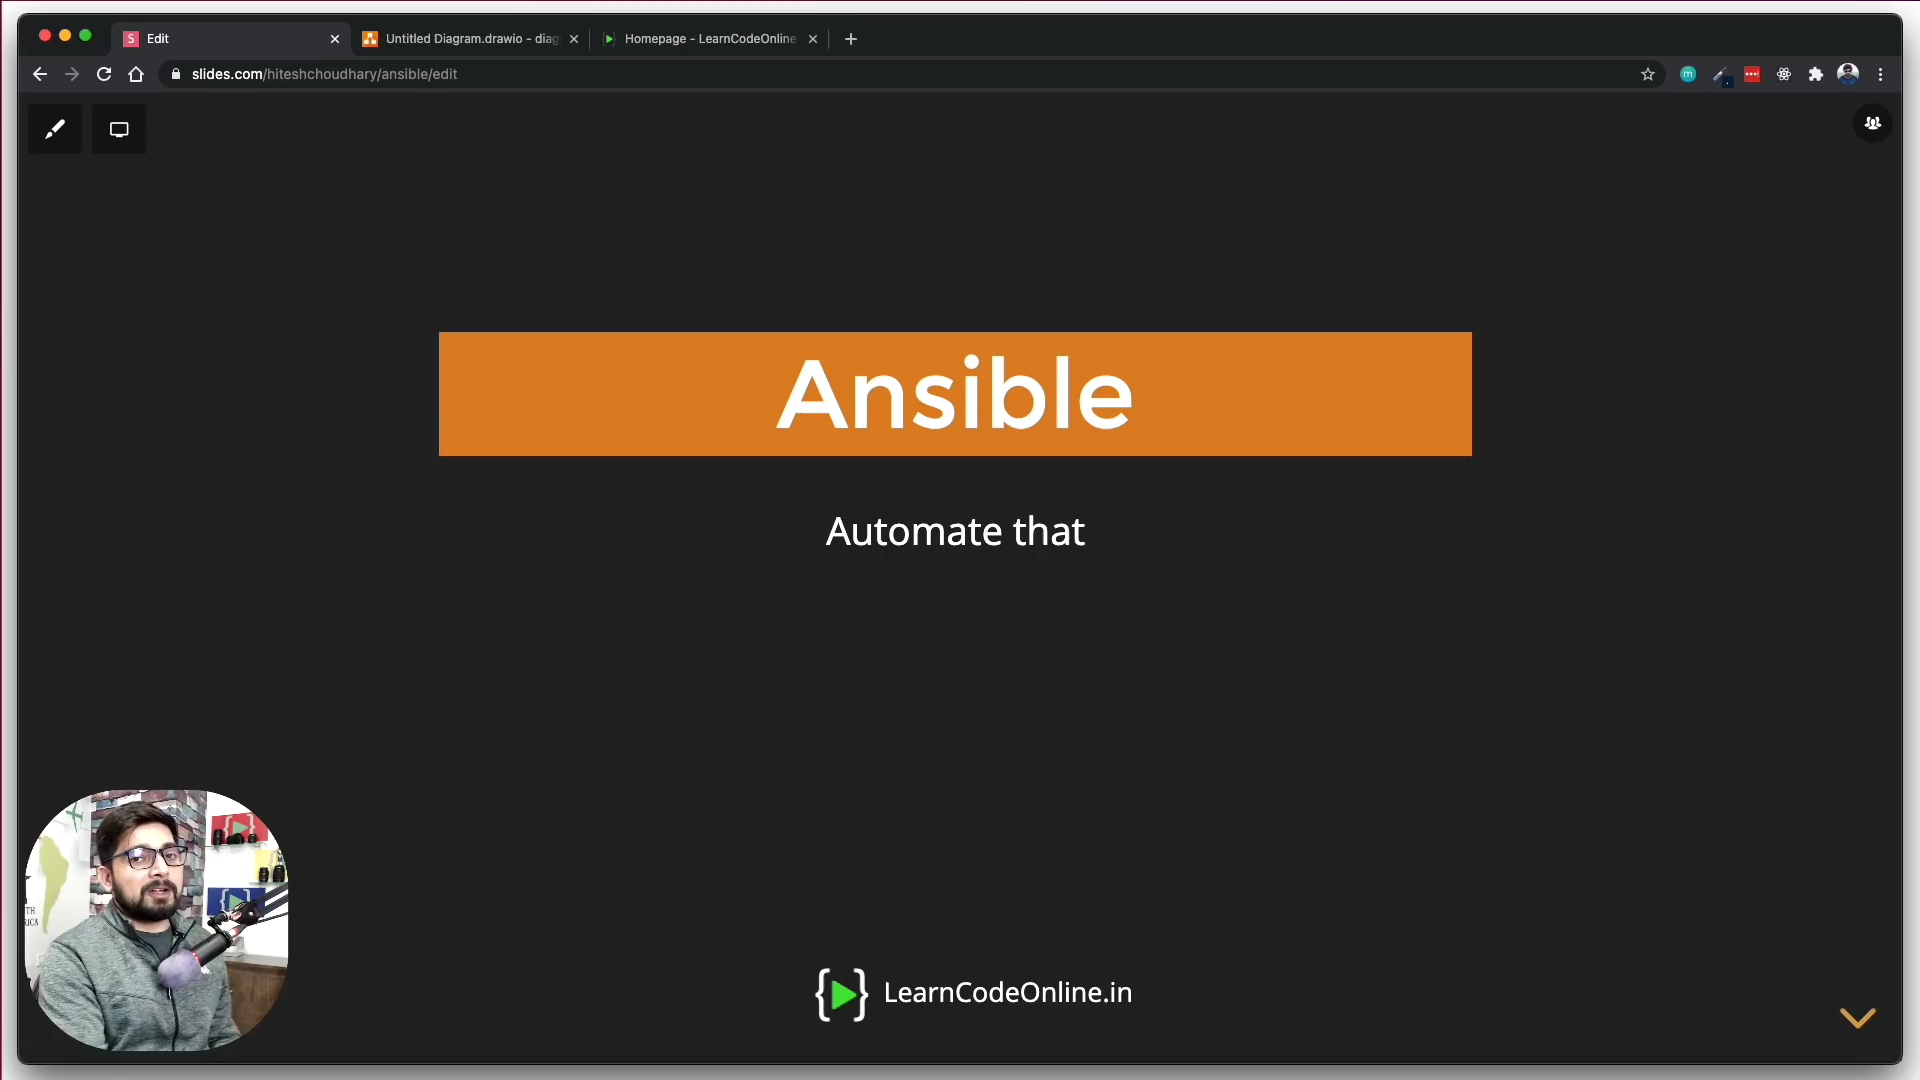 Edit
Untitled Diagram.drawio - diag
Homepage - LearnCodeOnline
slides.com/hiteshchoudhary/ansible/edit
Ansible
Automate that
LearnCodeOnline.in